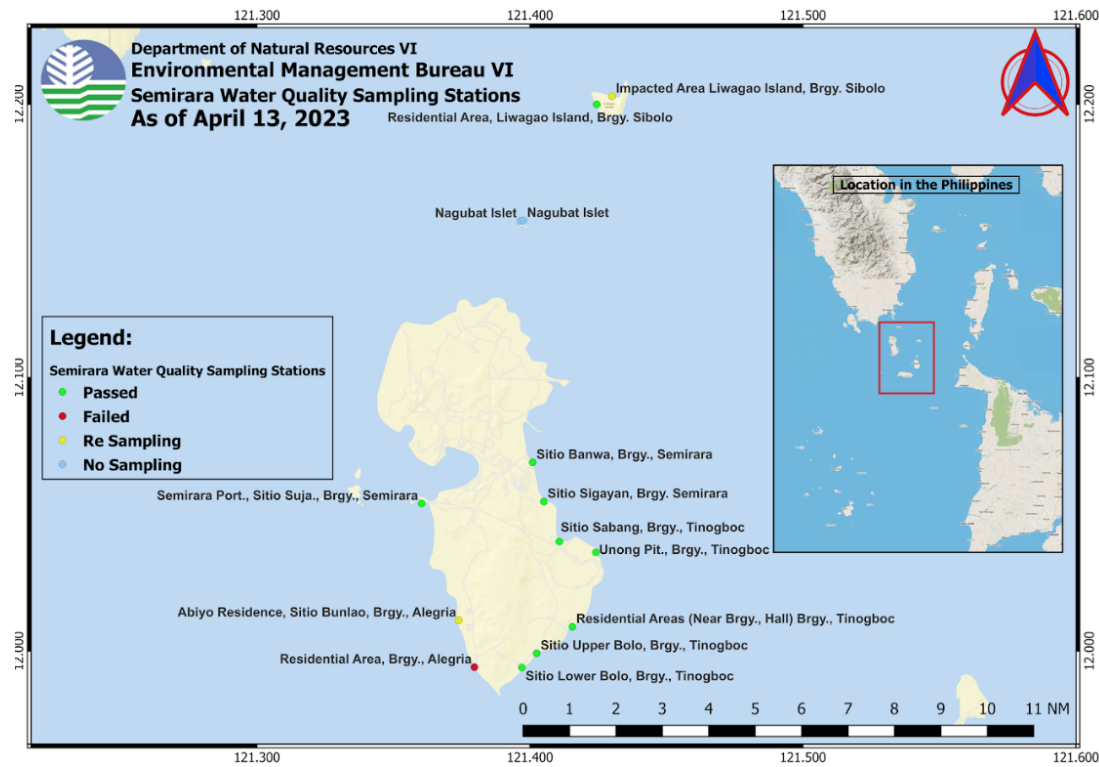 121.300
121.400
121.500
121.600
Department of Natural Resources VI
Environmental Management Bureau VI
Semirara Water Quality Sampling Stations
As of April 13, 2023
12.200
12.200
Impacted Area Liwagao Island, Brgy. Sibolo
Residential Area, Liwagao Island, Brgy. Sibolo
Location in the Philippines
Nagubat Islet
Nagubat Islet
Legend:
Semirara Water Quality Sampling Stations
Passed
Failed
Re Sampling
No Sampling
12.100
12.100
Sitio Banwa, Brgy., Semirara
Semirara Port., Sitio Suja., Brgy., Semirara
Sitio Sigayan, Brgy. Semirara
Sitio Sabang, Brgy., Tinogboc
Unong Pit., Brgy., Tinogboc
Abiyo Residence, Sitio Bunlao, Brgy., Alegria
Residential Areas (Near Brgy., Hall) Brgy., Tinogboc
12.000
12.000
Sitio Upper Bolo, Brgy., Tinogboc
Residential Area, Brgy., Alegria
Sitio Lower Bolo, Brgy., Tinogboc
0 1 2 3 4 5 6 7 8 9 10 11 NM
121.300
121.400
121.500
121.600